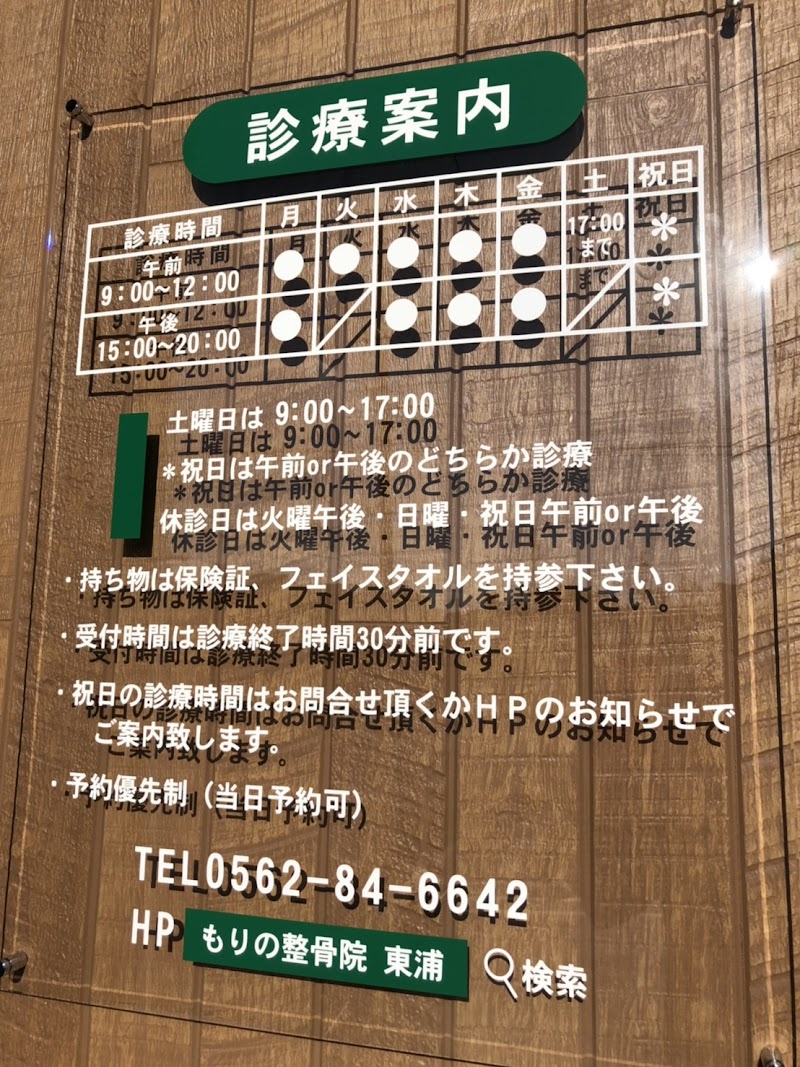 診療案内
診療時間 月 火 水 木 金 土 祝日
午前 9:00〜12:00 ● ● ● ● ● 17:00まで ＊
午後 15:00〜20:00 ● ／ ● ● ● ／ ＊
土曜日は 9:00〜17:00
＊祝日は午前or午後のどちらか診療
休診日は火曜午後・日曜・祝日午前or午後
・持ち物は保険証、フェイスタオルを持参下さい。
・受付時間は診療終了時間30分前です。
・祝日の診療時間はお問合せ頂くかHPのお知らせで
ご案内致します。
・予約優先制（当日予約可）
TEL0562-84-6642
HP もりの整骨院 東浦 検索